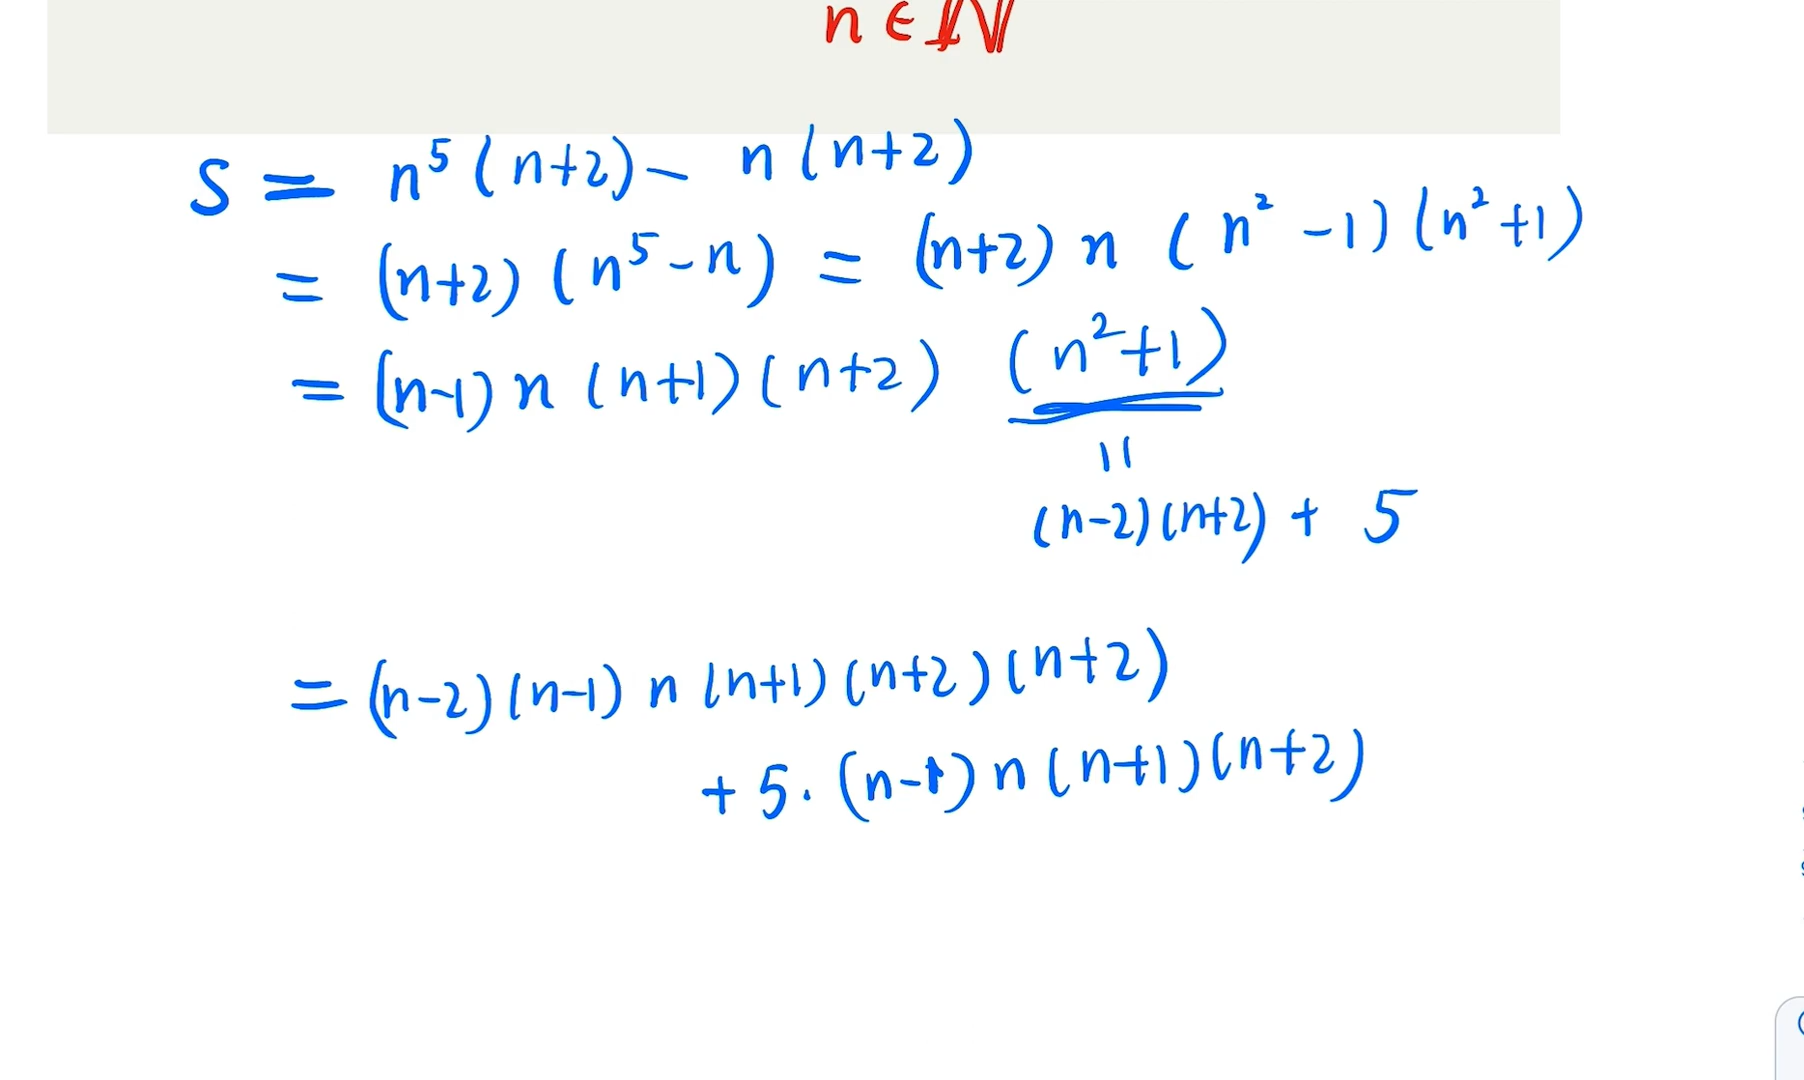 n ∈ ℕ
S = n⁵(n+2) - n(n+2)
= (n+2)(n⁵-n) = (n+2) n (n²-1)(n²+1)
= (n-1) n (n+1)(n+2) (n²+1)
||
(n-2)(n+2) + 5
= (n-2)(n-1) n (n+1)(n+2)(n+2)
+ 5. (n-1) n (n+1)(n+2)